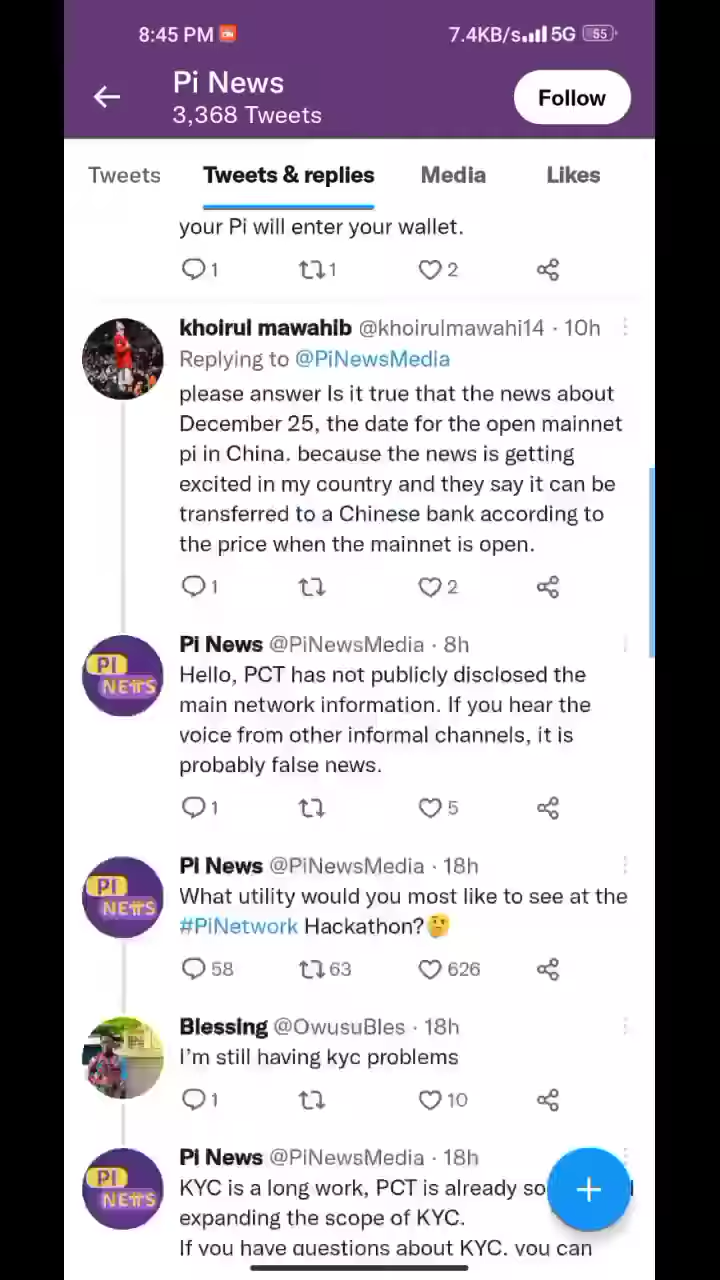 8:45 PM
7.4KB/s 5G 55
Pi News
3,368 Tweets
Follow
Tweets
Tweets & replies
Media
Likes
your Pi will enter your wallet.
1 1 2
khoirul mawahib @khoirulmawahi14 · 10h
Replying to @PiNewsMedia
please answer Is it true that the news about
December 25, the date for the open mainnet
pi in China. because the news is getting
excited in my country and they say it can be
transferred to a Chinese bank according to
the price when the mainnet is open.
1 2
PI
NEWS
Pi News @PiNewsMedia · 8h
Hello, PCT has not publicly disclosed the
main network information. If you hear the
voice from other informal channels, it is
probably false news.
1 5
PI
NEWS
Pi News @PiNewsMedia · 18h
What utility would you most like to see at the
#PiNetwork Hackathon?🤔
58 63 626
Blessing @OwusuBles · 18h
I'm still having kyc problems
1 10
PI
NEWS
Pi News @PiNewsMedia · 18h
KYC is a long work, PCT is already
expanding the scope of KYC.
If you have questions about KYC, you can